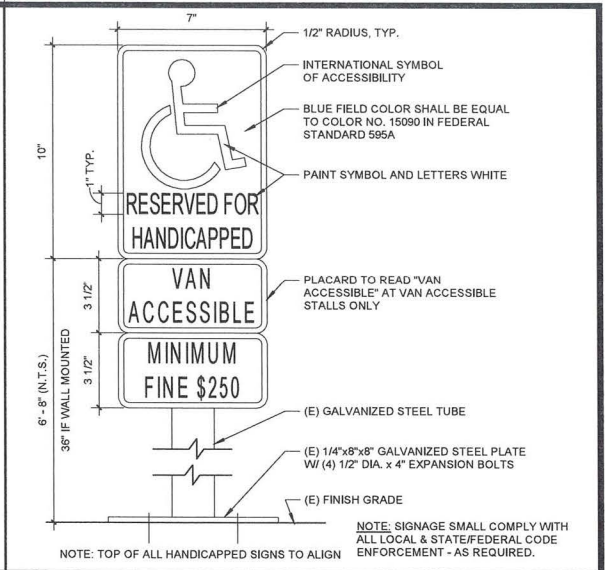 7"
1/2" RADIUS, TYP.
INTERNATIONAL SYMBOL
OF ACCESSIBILITY
BLUE FIELD COLOR SHALL BE EQUAL
TO COLOR NO. 15090 IN FEDERAL
STANDARD 595A
10"
1" TYP.
PAINT SYMBOL AND LETTERS WHITE
RESERVED FOR
HANDICAPPED
VAN
ACCESSIBLE
3 1/2'
PLACARD TO READ "VAN
ACCESSIBLE" AT VAN ACCESSIBLE
STALLS ONLY
MINIMUM
FINE $250
3 1/2"
6' - 8" (N.T.S.)
36" IF WALL MOUNTED
(E) GALVANIZED STEEL TUBE
(E) 1/4"x8"x8" GALVANIZED STEEL PLATE
W/ (4) 1/2" DIA. x 4" EXPANSION BOLTS
(E) FINISH GRADE
NOTE: SIGNAGE SMALL COMPLY WITH
ALL LOCAL & STATE/FEDERAL CODE
ENFORCEMENT - AS REQUIRED.
NOTE: TOP OF ALL HANDICAPPED SIGNS TO ALIGN